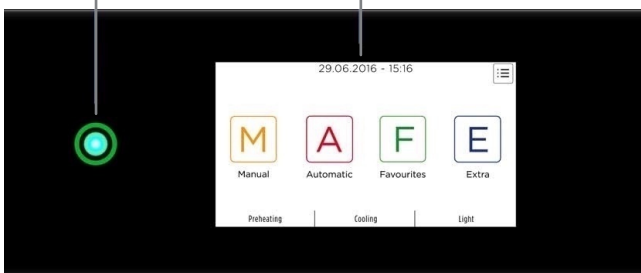 29.06.2016 - 15:16
M A F E
Manual Automatic Favourites Extra
Preheating Cooling Light